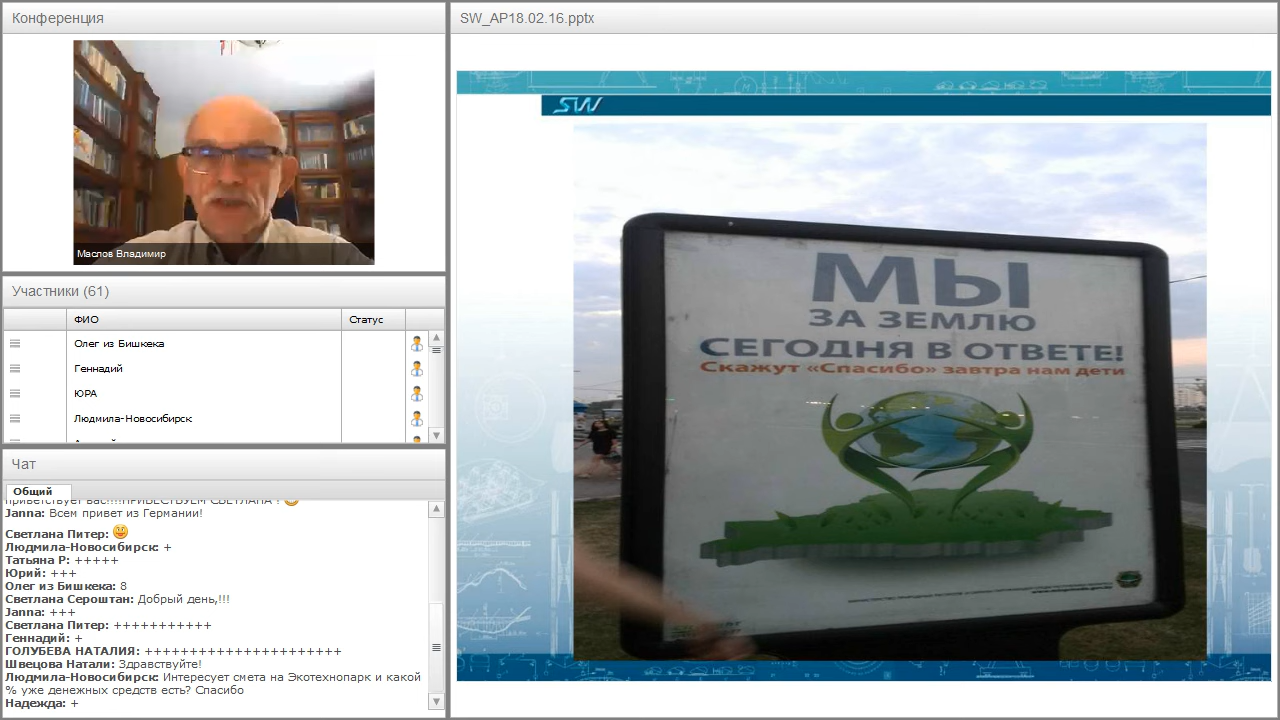 Конференция
Маслов Владимир
Участники (61)
ФИО
Статус
Олег из Бишкека
Геннадий
ЮРА
Людмила-Новосибирск
Чат
Общий
Janna: Всем привет из Германии!
Светлана Питер:
Людмила-Новосибирск: +
Татьяна Р: +++++
Юрий: +++
Олег из Бишкека: 8
Светлана Сероштан: Добрый день,!!!
Janna: +++
Светлана Питер: +++++++++++
Геннадий: +
ГОЛУБЕВА НАТАЛИЯ: ++++++++++++++++++++++
Швецова Натали: Здравствуйте!
Людмила-Новосибирск: Интересует смета на Экотехнопарк и какой
% уже денежных средств есть? Спасибо
Надежда: +
SW_AP18.02.16.pptx
SW
МЫ
ЗА ЗЕМЛЮ
СЕГОДНЯ В ОТВЕТЕ!
Скажут «Спасибо» завтра нам дети